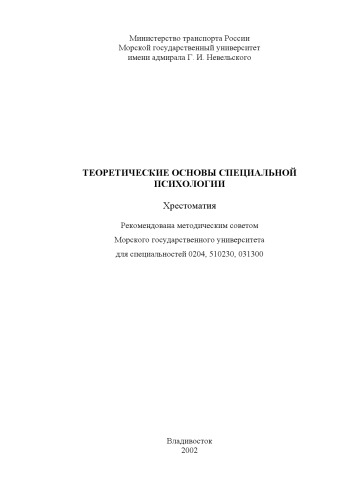 Министерство транспорта России
Морской государственный университет
имени адмирала Г. И. Невельского
ТЕОРЕТИЧЕСКИЕ ОСНОВЫ СПЕЦИАЛЬНОЙ
ПСИХОЛОГИИ
Хрестоматия
Рекомендована методическим советом
Морского государственного университета
для специальностей 0204, 510230, 031300
Владивосток
2002